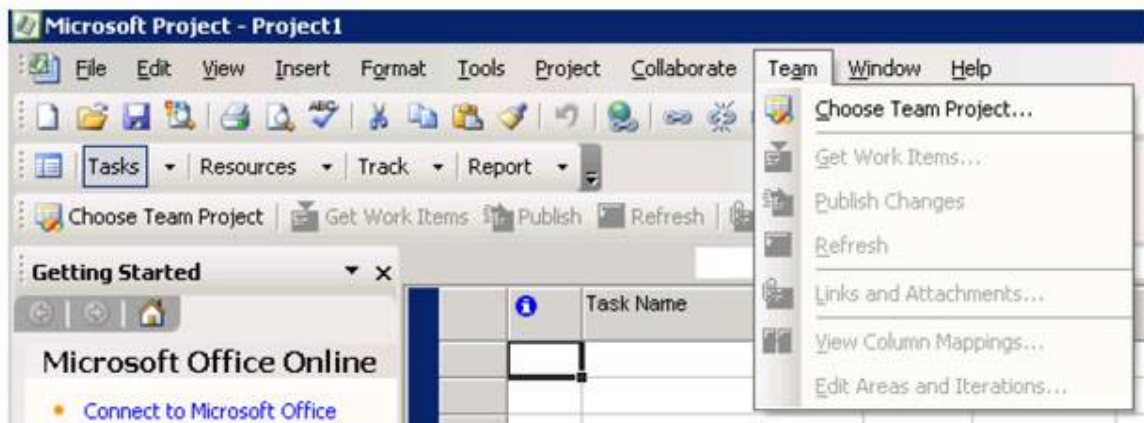 Microsoft Project - Project1
File Edit View Insert Format Tools Project Collaborate Team Window Help
ABC
Tasks Resources Track Report
Choose Team Project Get Work Items Publish Refresh
Choose Team Project...
Get Work Items...
Publish Changes
Refresh
Links and Attachments...
View Column Mappings...
Edit Areas and Iterations...
Getting Started
Task Name
Microsoft Office Online
Connect to Microsoft Office